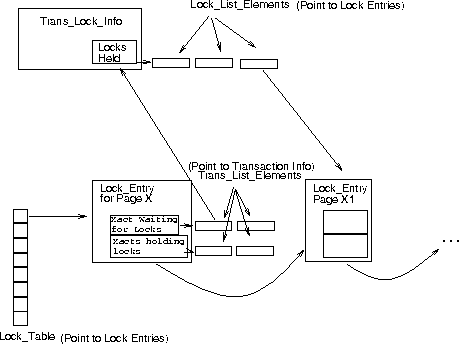 Lock_List_Elements (Point to Lock Entries)
Trans_Lock_Info
Locks
Held
(Point to Transaction Info)
Trans_List_Elements
Lock_Entry
for Page X
Xact Waiting
for Locks
Xacts holding
locks
Lock_Entry
Page X1
...
Lock_Table (Point to Lock Entries)